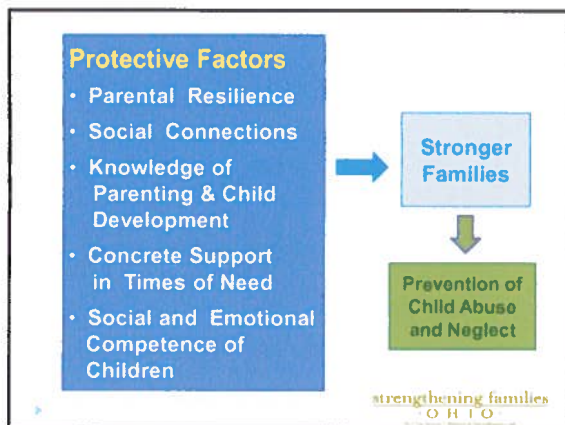 Protective Factors
• Parental Resilience
• Social Connections
• Knowledge of
Parenting & Child
Development
• Concrete Support
in Times of Need
• Social and Emotional
Competence of
Children
Stronger
Families
Prevention of
Child Abuse
and Neglect
strengthening families
OHIO